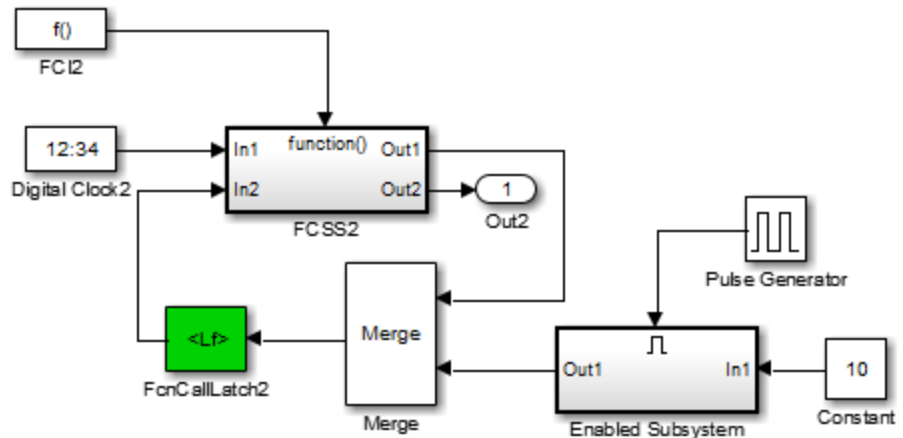 f()
FCI2
12:34
Digital Clock2
function()
In1
Out1
In2
Out2
FCSS2
1
Out2
Pulse Generator
Merge
Merge
<Lf>
FcnCallLatch2
Out1
In1
Enabled Subsystem
10
Constant